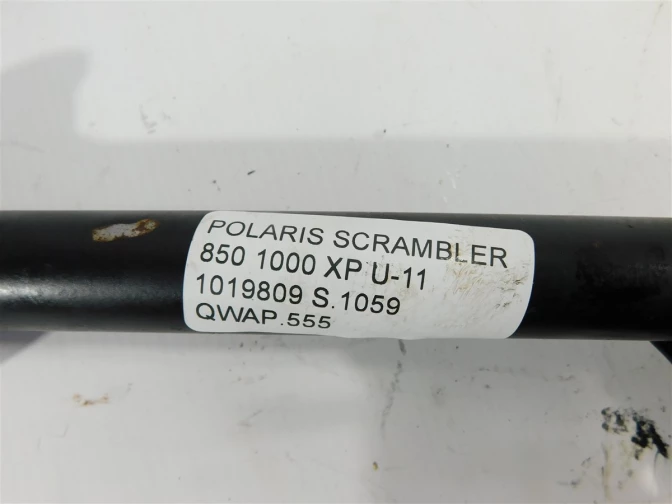 POLARIS SCRAMBLER
850 1000 XP U-11
1019809 S.1059
QWAP.555